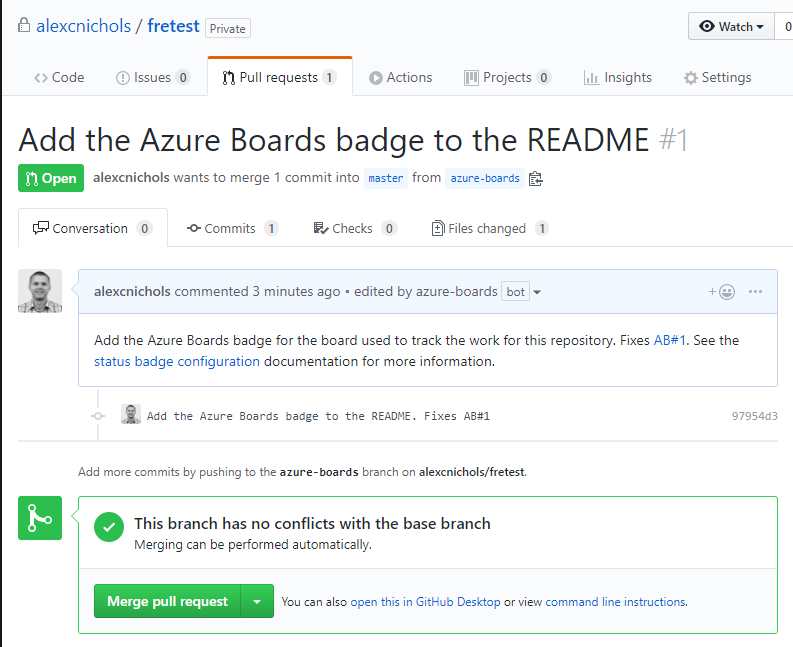 alexcnichols / fretest Private
Watch 0
Code Issues 0 Pull requests 1 Actions Projects 0 Insights Settings
Add the Azure Boards badge to the README #1
Open alexcnichols wants to merge 1 commit into master from azure-boards
Conversation 0 Commits 1 Checks 0 Files changed 1
alexcnichols commented 3 minutes ago • edited by azure-boards bot
Add the Azure Boards badge for the board used to track the work for this repository. Fixes AB#1. See the
status badge configuration documentation for more information.
Add the Azure Boards badge to the README. Fixes AB#1 97954d3
Add more commits by pushing to the azure-boards branch on alexcnichols/fretest.
This branch has no conflicts with the base branch
Merging can be performed automatically.
Merge pull request You can also open this in GitHub Desktop or view command line instructions.